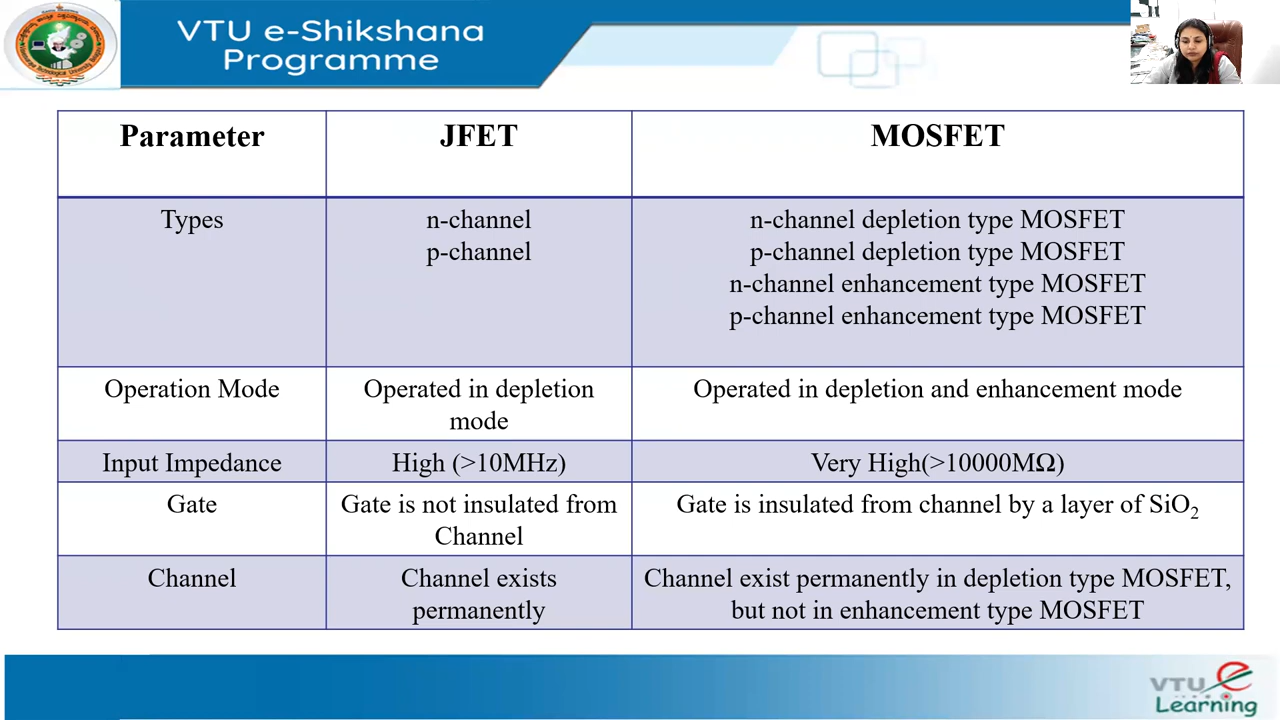 VTU e-Shikshana
Programme
Parameter
JFET
MOSFET
Types
n-channel
p-channel
n-channel depletion type MOSFET
p-channel depletion type MOSFET
n-channel enhancement type MOSFET
p-channel enhancement type MOSFET
Operation Mode
Operated in depletion
mode
Operated in depletion and enhancement mode
Input Impedance
High (>10MHz)
Very High(>10000MΩ)
Gate
Gate is not insulated from
Channel
Gate is insulated from channel by a layer of SiO₂
Channel
Channel exists
permanently
Channel exist permanently in depletion type MOSFET,
but not in enhancement type MOSFET
VTU e
Learning